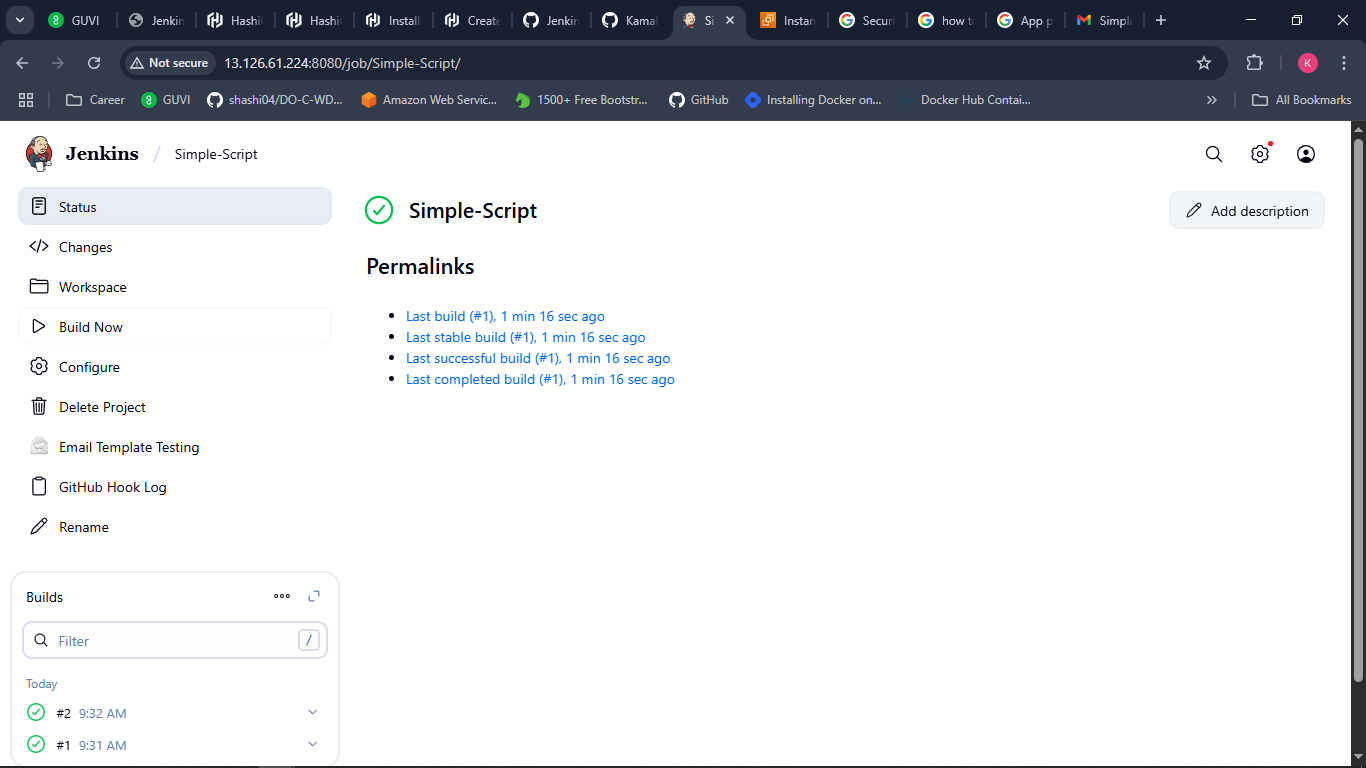 GUVI
Jenkin
HashiC
HashiC
Install
Create
Jenkin
Kamal
Si
Instan
Securi
how to
App p
Simple
Not secure
13.126.61.224:8080/job/Simple-Script/
K
Career
GUVI
shashi04/DO-C-WD...
Amazon Web Servic...
1500+ Free Bootstr...
GitHub
Installing Docker on...
Docker Hub Contai...
All Bookmarks
Jenkins / Simple-Script
Status
Changes
Workspace
Build Now
Configure
Delete Project
Email Template Testing
GitHub Hook Log
Rename
Simple-Script
Add description
Permalinks
Last build (#1), 1 min 16 sec ago
Last stable build (#1), 1 min 16 sec ago
Last successful build (#1), 1 min 16 sec ago
Last completed build (#1), 1 min 16 sec ago
Builds
Filter /
Today
#2 9:32 AM
#1 9:31 AM